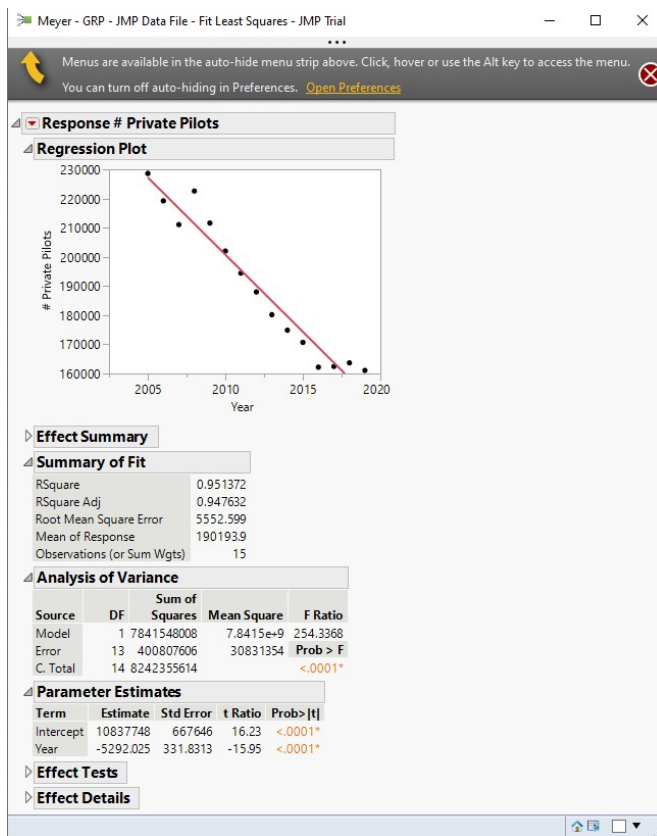 Meyer - GRP - JMP Data File - Fit Least Squares - JMP Trial
Menus are available in the auto-hide menu strip above. Click, hover or use the Alt key to access the menu.
You can turn off auto-hiding in Preferences. Open Preferences
Response # Private Pilots
Regression Plot
230000
220000
210000
200000
190000
180000
170000
160000
# Private Pilots
2005 2010 2015 2020
Year
Effect Summary
Summary of Fit
RSquare 0.951372
RSquare Adj 0.947632
Root Mean Square Error 5552.599
Mean of Response 190193.9
Observations (or Sum Wgts) 15
Analysis of Variance
Sum of
Source DF Squares Mean Square F Ratio
Model 1 7841548008 7.8415e+9 254.3368
Error 13 400807606 30831354 Prob > F
C. Total 14 8242355614 <.0001*
Parameter Estimates
Term Estimate Std Error t Ratio Prob>|t|
Intercept 10837748 667646 16.23 <.0001*
Year -5292.025 331.8313 -15.95 <.0001*
Effect Tests
Effect Details